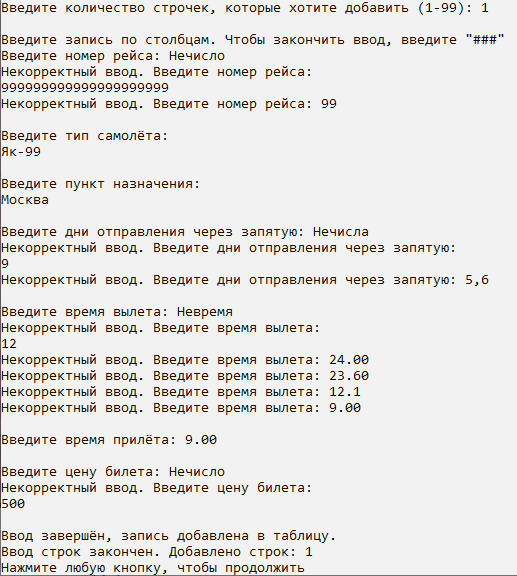 Введите количество строчек, которые хотите добавить (1-99): 1
Введите запись по столбцам. Чтобы закончить ввод, введите "###"
Введите номер рейса: Нечисло
Некорректный ввод. Введите номер рейса:
999999999999999999999
Некорректный ввод. Введите номер рейса: 99
Введите тип самолёта:
Як-99
Введите пункт назначения:
Москва
Введите дни отправления через запятую: Нечисла
Некорректный ввод. Введите дни отправления через запятую:
9
Некорректный ввод. Введите дни отправления через запятую: 5,6
Введите время вылета: Невремя
Некорректный ввод. Введите время вылета:
12
Некорректный ввод. Введите время вылета: 24.00
Некорректный ввод. Введите время вылета: 23.60
Некорректный ввод. Введите время вылета: 12.1
Некорректный ввод. Введите время вылета: 9.00
Введите время прилёта: 9.00
Введите цену билета: Нечисло
Некорректный ввод. Введите цену билета:
500
Ввод завершён, запись добавлена в таблицу.
Ввод строк закончен. Добавлено строк: 1
Нажмите любую кнопку, чтобы продолжить